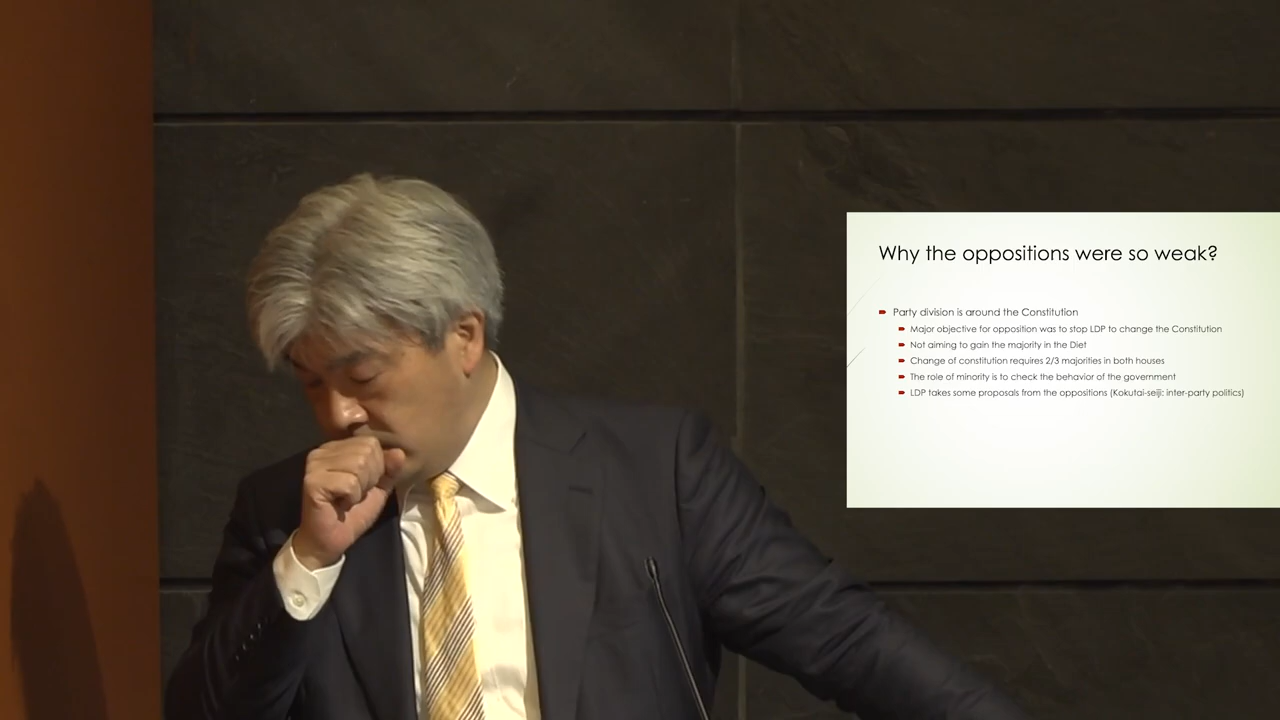 Why the oppositions were so weak?
Party division is around the Constitution
Major objective for opposition was to stop LDP to change the Constitution
Not aiming to gain the majority in the Diet
Change of constitution requires 2/3 majorities in both houses
The role of minority is to check the behavior of the government
LDP takes some proposals from the oppositions (Kokutai-seiji: inter-party politics)